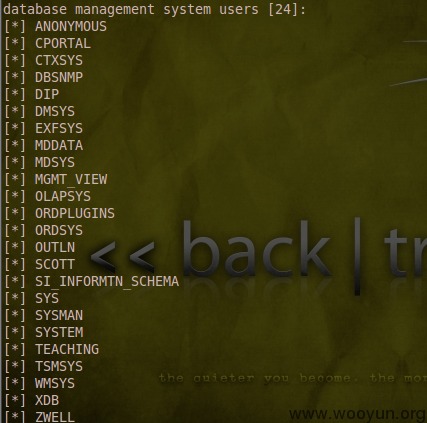 database management system users [24]:
[*] ANONYMOUS
[*] CPORTAL
[*] CTXSYS
[*] DBSNMP
[*] DIP
[*] DMSYS
[*] EXFSYS
[*] MDDATA
[*] MDSYS
[*] MGMT_VIEW
[*] OLAPSYS
[*] ORDPLUGINS
[*] ORDSYS
[*] OUTLN
[*] SCOTT
[*] SI_INFORMTN_SCHEMA
[*] SYS
[*] SYSMAN
[*] SYSTEM
[*] TEACHING
[*] TSMSYS
[*] WMSYS
[*] XDB
[*] ZWELL
<< back | tr
the quieter you become, the mor
www.wooyun.org